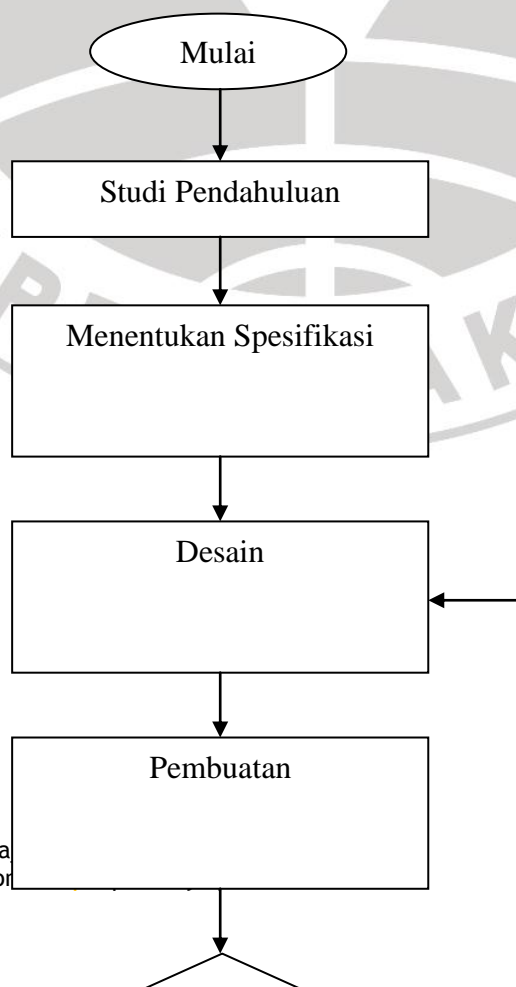 Mulai
Studi Pendahuluan
Menentukan Spesifikasi
Desain
Pembuatan